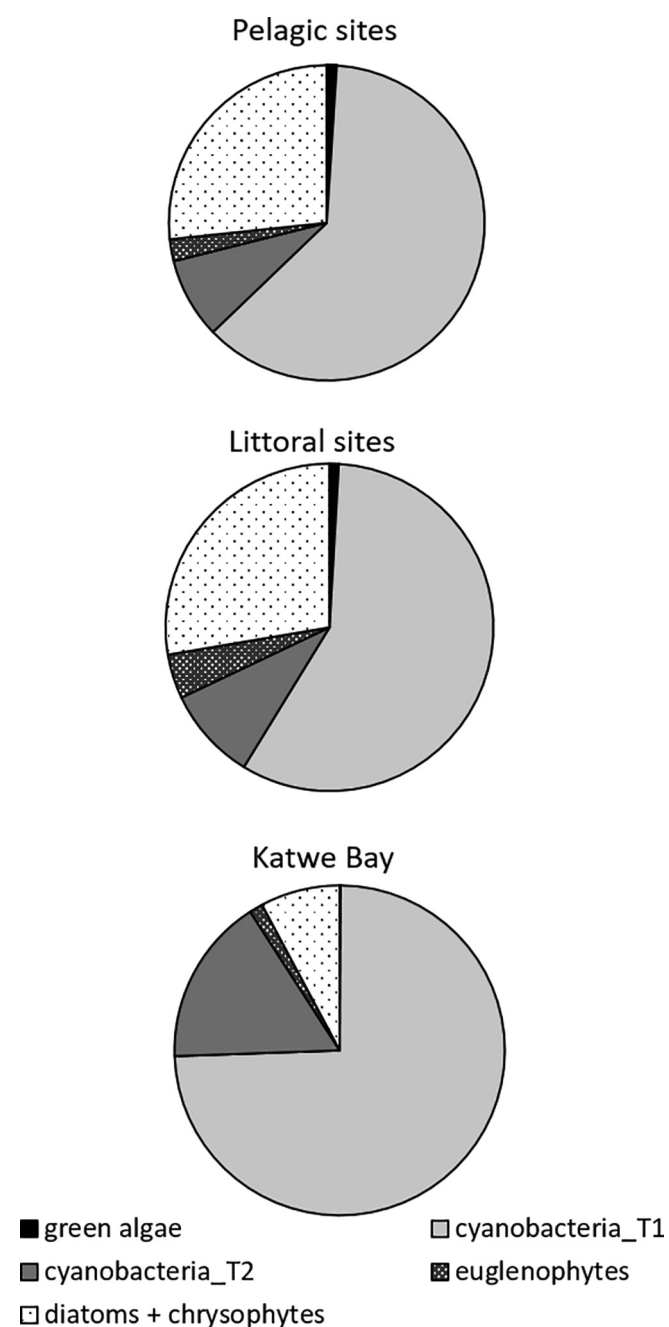 Pelagic sites
Littoral sites
Katwe Bay
green algae
cyanobacteria_T1
cyanobacteria_T2
euglenophytes
diatoms + chrysophytes